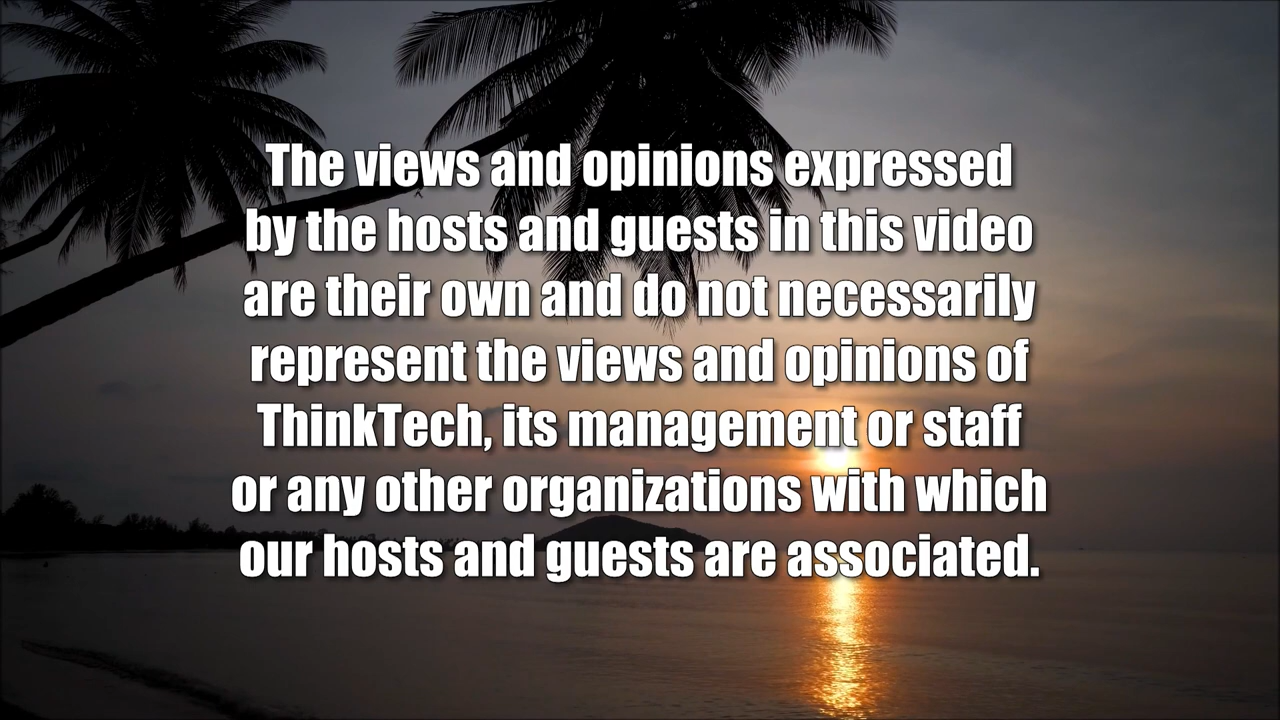 The views and opinions expressed
by the hosts and guests in this video
are their own and do not necessarily
represent the views and opinions of
ThinkTech, its management or staff
or any other organizations with which
our hosts and guests are associated.